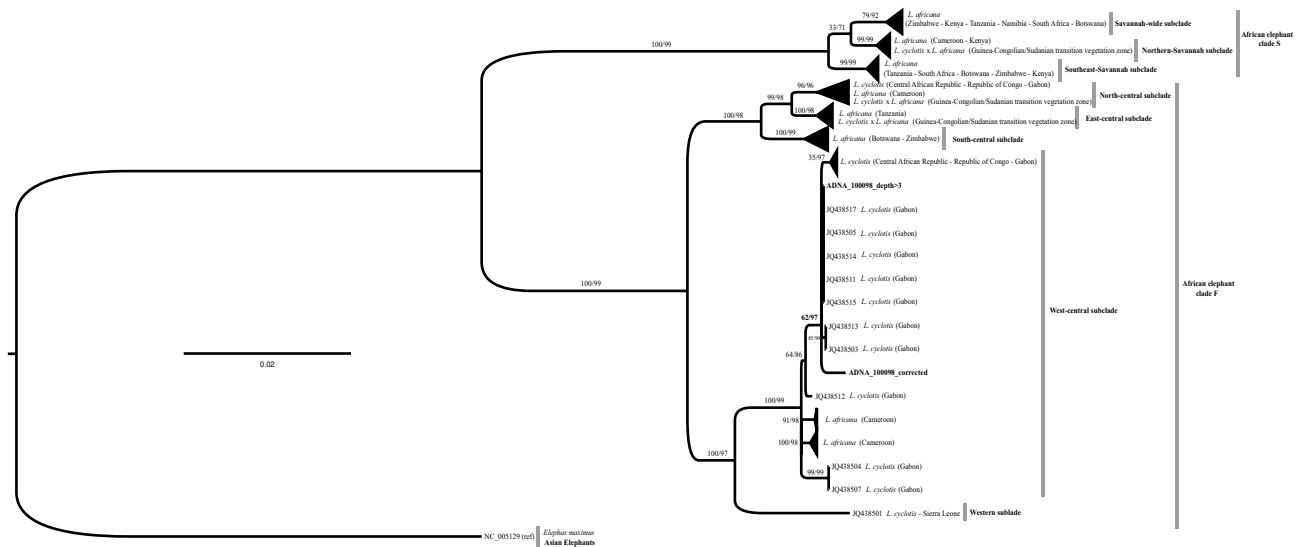 79/92
L. africana
(Zimbabwe - Kenya - Tanzania - Namibia - South Africa - Botswana)
Savannah-wide subclade
33/71
99/99
L. africana (Cameroon - Kenya)
L. cyclotis x L. africana (Guinea-Congolian/Sudanian transition vegetation zone)
Northern-Savannah subclade
African elephant
clade S
100/99
99/99
L. africana
(Tanzania - South Africa - Botswana - Zimbabwe - Kenya)
Southeast-Savannah subclade
96/96
L. cyclotis (Central African Republic - Republic of Congo - Gabon)
L. africana (Cameroon)
L. cyclotis x L. africana (Guinea-Congolian/Sudanian transition vegetation zone)
North-central subclade
99/98
100/98
L. africana (Tanzania)
L. cyclotis x L. africana (Guinea-Congolian/Sudanian transition vegetation zone)
East-central subclade
100/98
100/99
L. africana (Botswana - Zimbabwe)
South-central subclade
35/97
L. cyclotis (Central African Republic - Republic of Congo - Gabon)
ADNA_100098_depth>3
JQ438517 L. cyclotis (Gabon)
JQ438505 L. cyclotis (Gabon)
JQ438514 L. cyclotis (Gabon)
JQ438511 L. cyclotis (Gabon)
100/99
African elephant
clade F
JQ438515 L. cyclotis (Gabon)
West-central subclade
62/97
JQ438513 L. cyclotis (Gabon)
JQ438503 L. cyclotis (Gabon)
64/86
0.02
ADNA_100098_corrected
JQ438512 L. cyclotis (Gabon)
100/99
91/98
L. africana (Cameroon)
100/98
L. africana (Cameroon)
100/97
JQ438504 L. cyclotis (Gabon)
99/99
JQ438507 L. cyclotis (Gabon)
JQ438501 L. cyclotis - Sierra Leone
Western sublade
NC_005129 (ref)
Elephas maximus
Asian Elephants